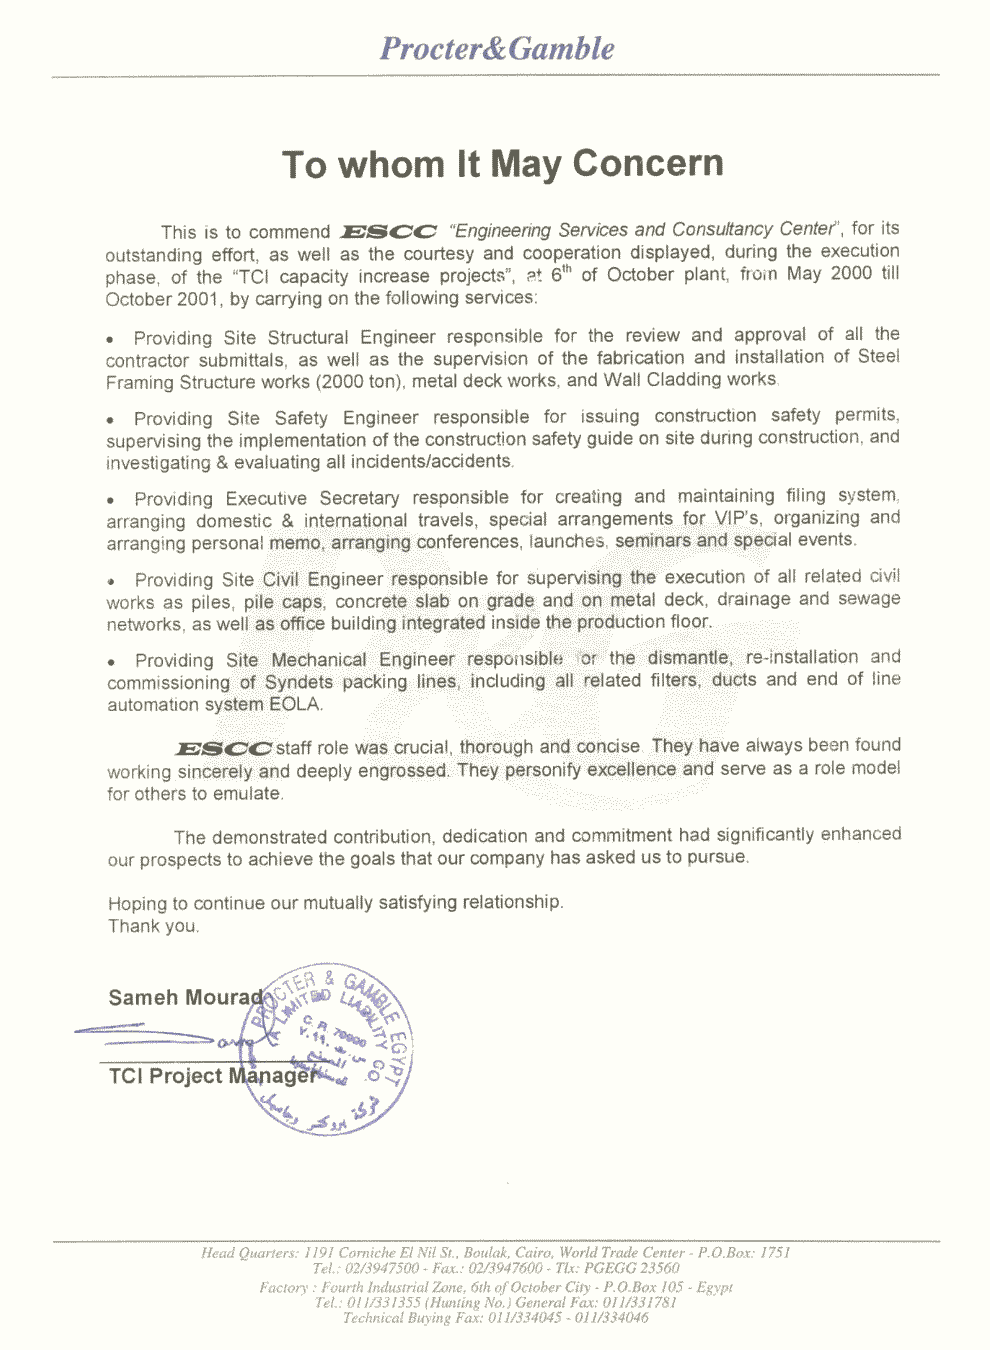 Procter&Gamble
To whom It May Concern
This is to commend ESCC "Engineering Services and Consultancy Center", for its
outstanding effort, as well as the courtesy and cooperation displayed, during the execution
phase, of the "TCI capacity increase projects", at 6th of October plant, from May 2000 till
October 2001, by carrying on the following services:
• Providing Site Structural Engineer responsible for the review and approval of all the
contractor submittals, as well as the supervision of the fabrication and installation of Steel
Framing Structure works (2000 ton), metal deck works, and Wall Cladding works.
• Providing Site Safety Engineer responsible for issuing construction safety permits,
supervising the implementation of the construction safety guide on site during construction, and
investigating & evaluating all incidents/accidents.
• Providing Executive Secretary responsible for creating and maintaining filing system,
arranging domestic & international travels, special arrangements for VIP's, organizing and
arranging personal memo, arranging conferences, launches, seminars and special events.
• Providing Site Civil Engineer responsible for supervising the execution of all related civil
works as piles, pile caps, concrete slab on grade and on metal deck, drainage and sewage
networks, as well as office building integrated inside the production floor.
• Providing Site Mechanical Engineer responsible for the dismantle, re-installation and
commissioning of Syndets packing lines, including all related filters, ducts and end of line
automation system EOLA.
ESCC staff role was crucial, thorough and concise. They have always been found
working sincerely and deeply engrossed. They personify excellence and serve as a role model
for others to emulate.
The demonstrated contribution, dedication and commitment had significantly enhanced
our prospects to achieve the goals that our company has asked us to pursue.
Hoping to continue our mutually satisfying relationship.
Thank you.
Sameh Mourad
TCI Project Manager
PROCTER & GAMBLE EGYPT
(A LIMITED LIABILITY CO
C. R. 70900
شركة بروكتر وجامبل
P&G
Head Quarters: 1191 Corniche El Nil St., Boulak, Cairo, World Trade Center - P.O.Box: 1751
Tel.: 02/3947500 - Fax.: 02/3947600 - Tlx: PGEGG 23560
Factory : Fourth Industrial Zone, 6th of October City - P.O.Box 105 - Egypt
Tel.: 011/331355 (Hunting No.) General Fax: 011/331781
Technical Buying Fax: 011/334045 - 011/334046